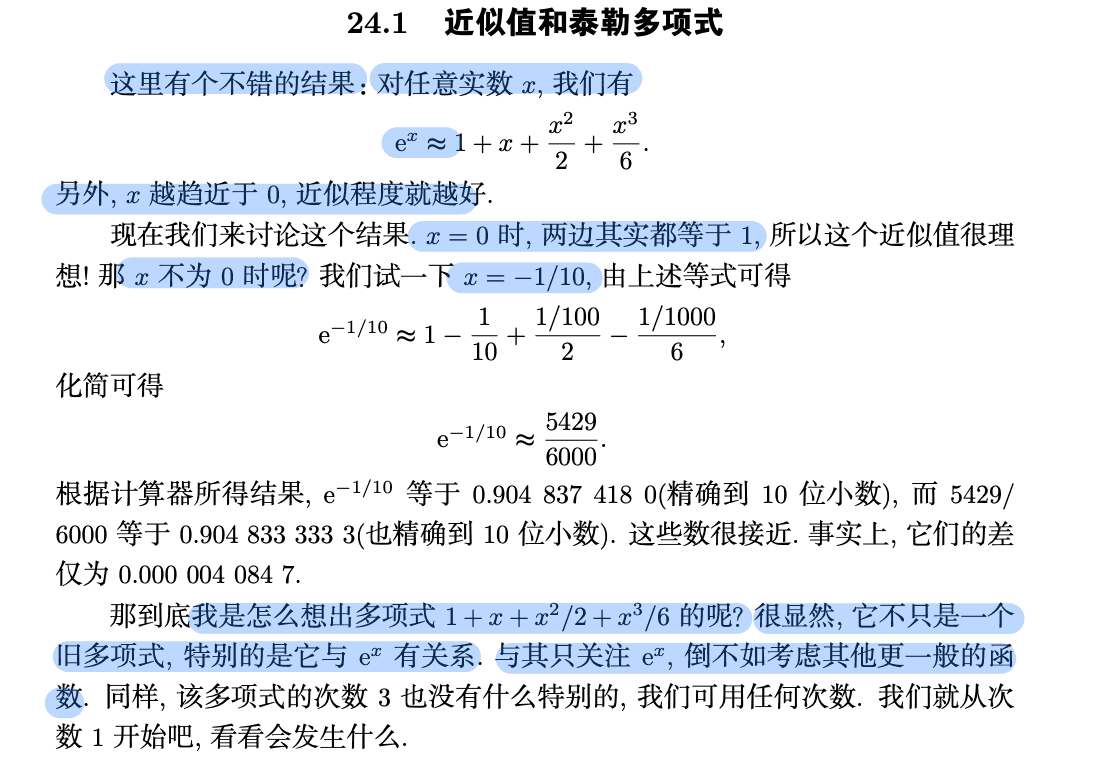 24.1 近似值和泰勒多项式
这里有个不错的结果: 对任意实数 x, 我们有
eˣ ≈ 1 + x + x²/2 + x³/6.
另外, x 越趋近于 0, 近似程度就越好.
现在我们来讨论这个结果. x = 0 时, 两边其实都等于 1, 所以这个近似值很理
想! 那 x 不为 0 时呢? 我们试一下 x = −1/10, 由上述等式可得
e^{−1/10} ≈ 1 − 1/10 + (1/100)/2 − (1/1000)/6,
化简可得
e^{−1/10} ≈ 5429/6000.
根据计算器所得结果, e^{−1/10} 等于 0.904 837 418 0(精确到 10 位小数), 而 5429/
6000 等于 0.904 833 333 3(也精确到 10 位小数). 这些数很接近. 事实上, 它们的差
仅为 0.000 004 084 7.
那到底我是怎么想出多项式 1 + x + x²/2 + x³/6 的呢? 很显然, 它不只是一个
旧多项式, 特别的是它与 eˣ 有关系. 与其只关注 eˣ, 倒不如考虑其他更一般的函
数. 同样, 该多项式的次数 3 也没有什么特别的, 我们可用任何次数. 我们就从次
数 1 开始吧, 看看会发生什么.